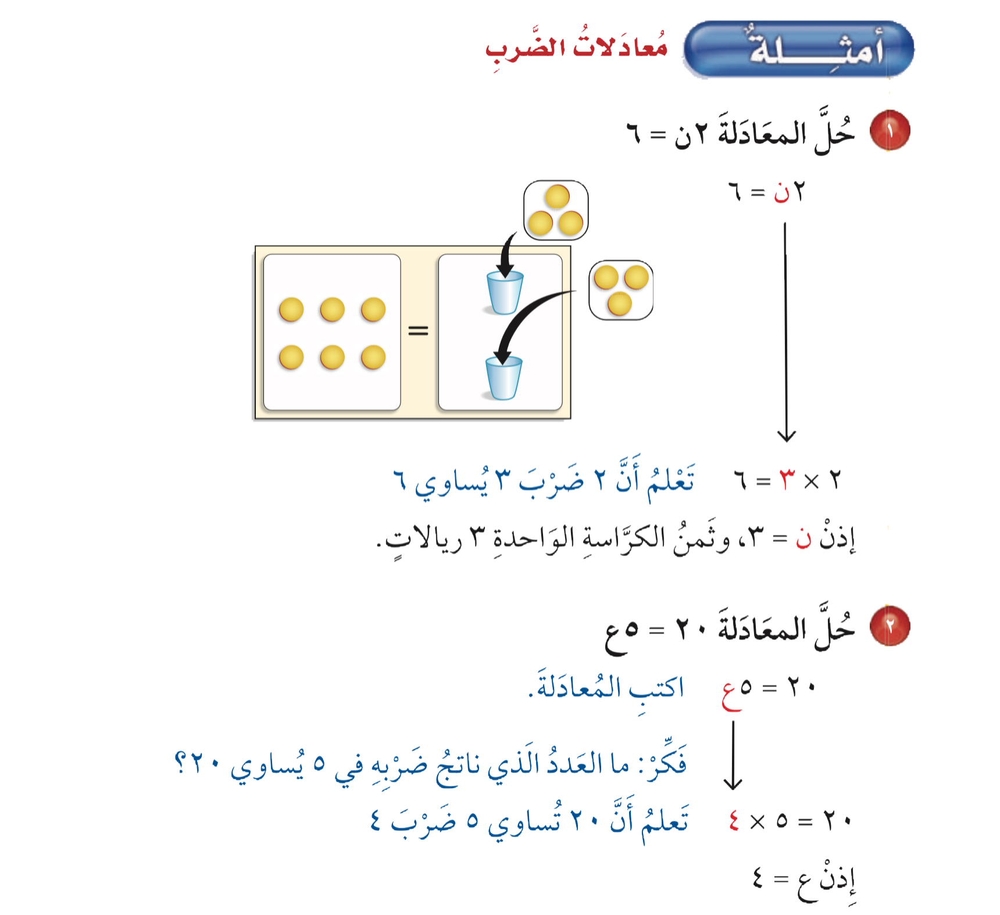 أمثِـــلةٌ مُعادَلاتُ الضَّربِ
١ حُلَّ المعَادَلةَ ٢ن = ٦
٢ن = ٦
=
٢ × ٣ = ٦ تَعْلمُ أَنَّ ٢ ضَرْبَ ٣ يُساوي ٦
إذنْ ن = ٣، وثَمنُ الكرَّاسةِ الوَاحدةِ ٣ ريالاتٍ.
٢ حُلَّ المعَادَلةَ ٢٠ = ٥ع
٢٠ = ٥ع اكتبِ المُعادَلةَ.
فَكِّرْ: ما العَددُ الَذي ناتجُ ضَرْبِهِ في ٥ يُساوي ٢٠؟
٢٠ = ٥ × ٤ تَعلمُ أَنَّ ٢٠ تُساوي ٥ ضَرْبَ ٤
إِذنْ ع = ٤